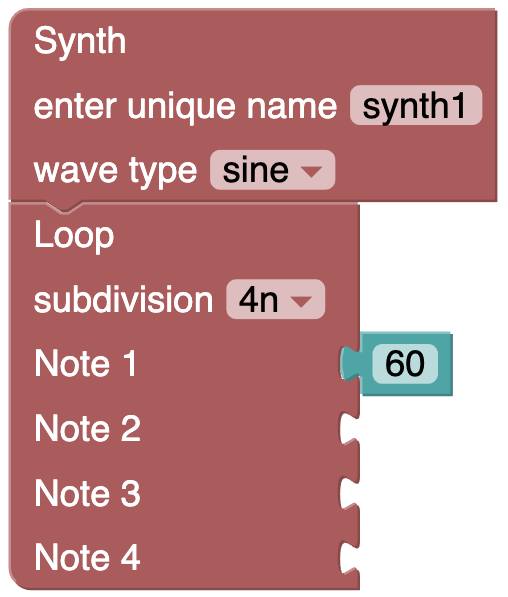 Synth
enter unique name synth1
wave type sine
Loop
subdivision 4n
Note 1 60
Note 2
Note 3
Note 4